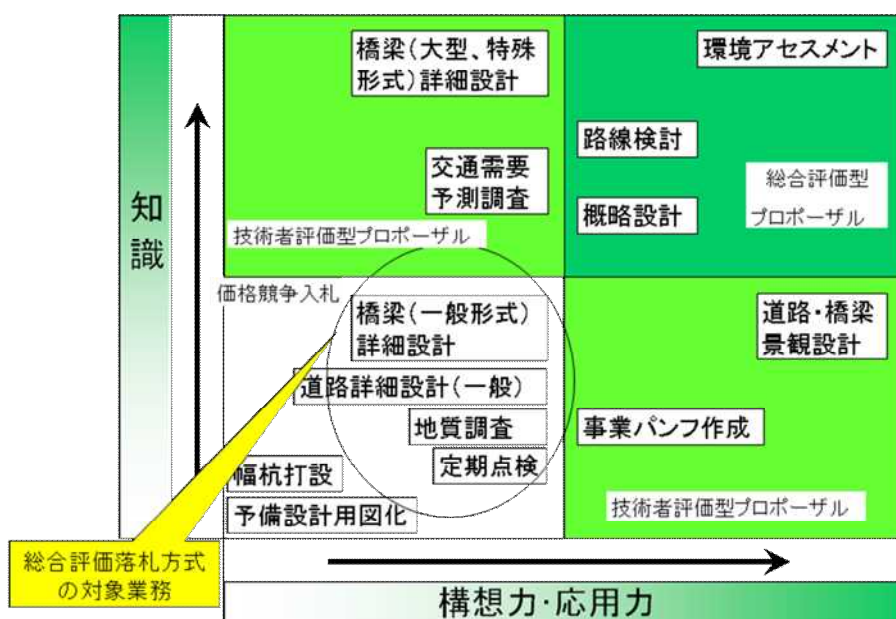 橋梁(大型、特殊
形式)詳細設計
環境アセスメント
交通需要
予測調査
路線検討
概略設計
総合評価型
プロポーザル
技術者評価型プロポーザル
知
識
価格競争入札
橋梁(一般形式)
詳細設計
道路詳細設計(一般)
地質調査
定期点検
幅杭打設
予備設計用図化
道路・橋梁
景観設計
事業パンフ作成
技術者評価型プロポーザル
総合評価落札方式
の対象業務
構想力・応用力